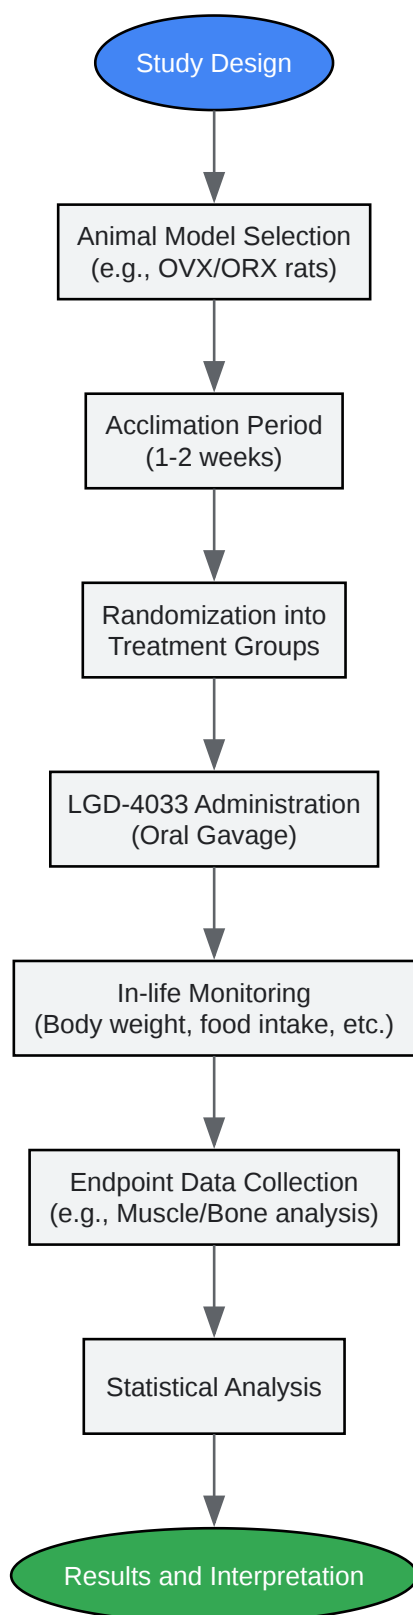 Study Design
Animal Model Selection
(e.g., OVX/ORX rats)
Acclimation Period
(1-2 weeks)
Randomization into
Treatment Groups
LGD-4033 Administration
(Oral Gavage)
In-life Monitoring
(Body weight, food intake, etc.)
Endpoint Data Collection
(e.g., Muscle/Bone analysis)
Statistical Analysis
Results and Interpretation